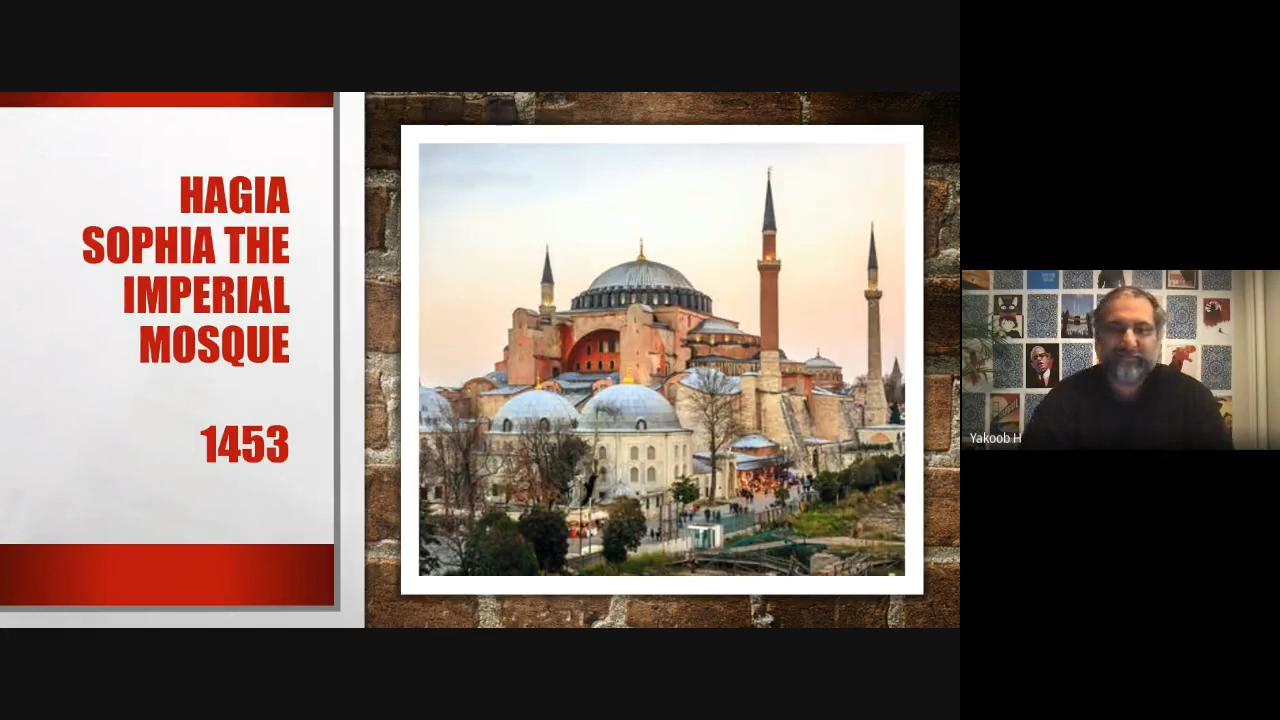 HAGIA
SOPHIA THE
IMPERIAL
MOSQUE
1453
Yakoob H